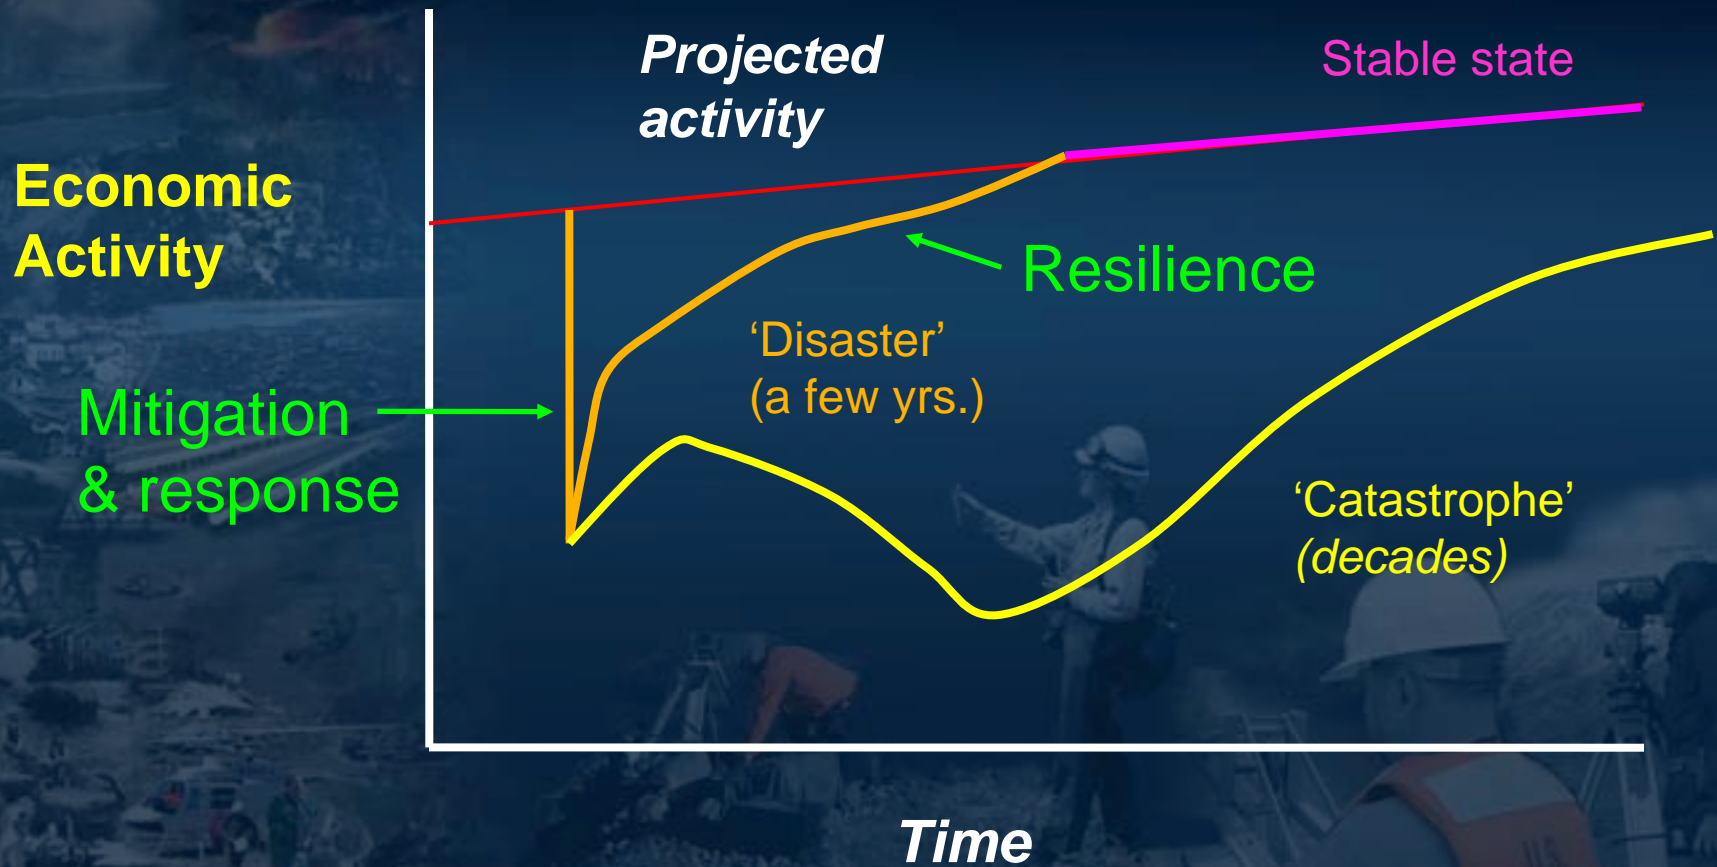 Projected
activity
Stable state
Economic
Activity
Resilience
‘Disaster’
(a few yrs.)
Mitigation
& response
‘Catastrophe’
(decades)
Time